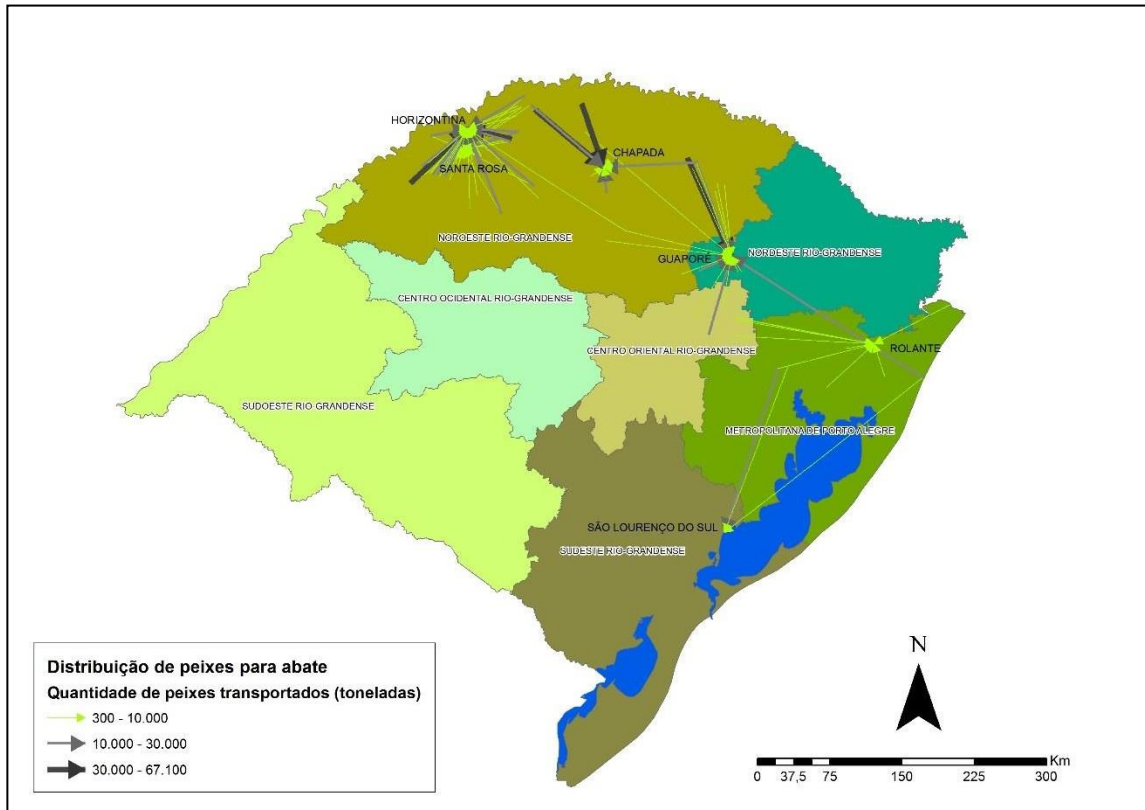 HORIZONTINA
CHAPADA
SANTA ROSA
NOROESTE RIO-GRANDENSE
GUAPORÉ
NORDESTE RIO-GRANDENSE
CENTRO OCIDENTAL RIO-GRANDENSE
CENTRO ORIENTAL RIO-GRANDENSE
ROLANTE
SUDOESTE RIO-GRANDENSE
METROPOLITANA DE PORTO ALEGRE
SÃO LOURENÇO DO SUL
SUDESTE RIO-GRANDENSE
Distribuição de peixes para abate
Quantidade de peixes transportados (toneladas)
300 - 10.000
10.000 - 30.000
30.000 - 67.100
N
Km
0 37,5 75 150 225 300